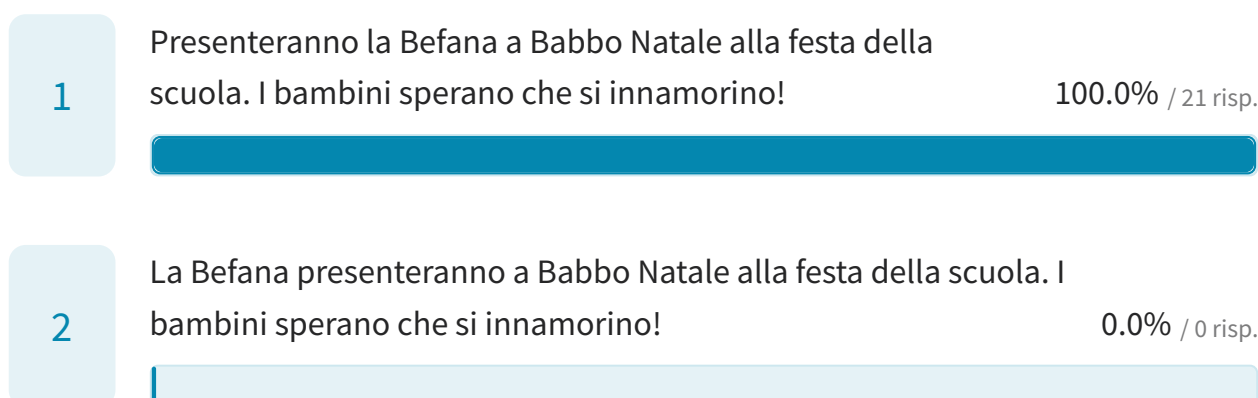 1
Presenteranno la Befana a Babbo Natale alla festa della
scuola. I bambini sperano che si innamorino!
100.0% / 21 risp.
2
La Befana presenteranno a Babbo Natale alla festa della scuola. I
bambini sperano che si innamorino!
0.0% / 0 risp.